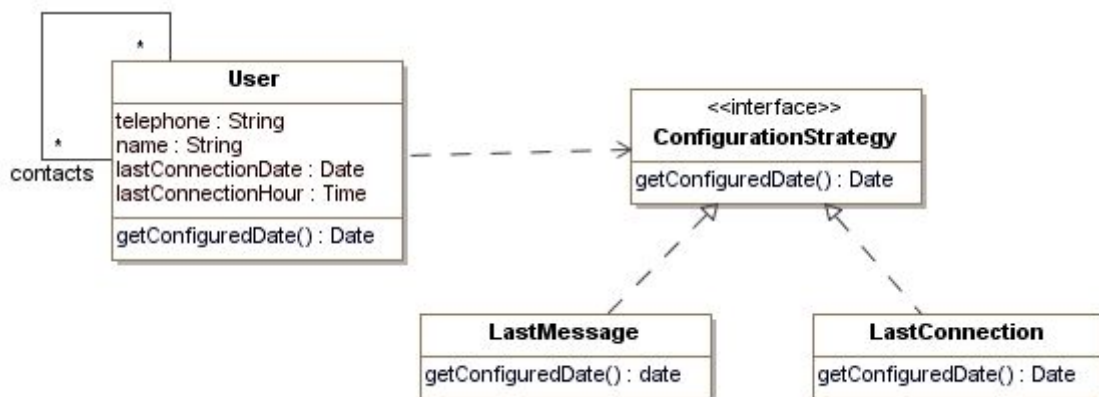 *
User
telephone : String
name : String
lastConnectionDate : Date
lastConnectionHour : Time
getConfiguredDate() : Date
*
contacts
<<interface>>
ConfigurationStrategy
getConfiguredDate() : Date
LastMessage
getConfiguredDate() : date
LastConnection
getConfiguredDate() : Date